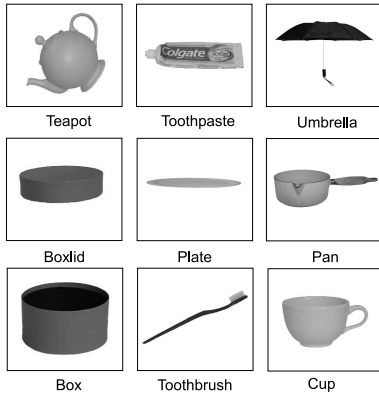 Colgate
Teapot
Toothpaste
Umbrella
Boxlid
Plate
Pan
Box
Toothbrush
Cup